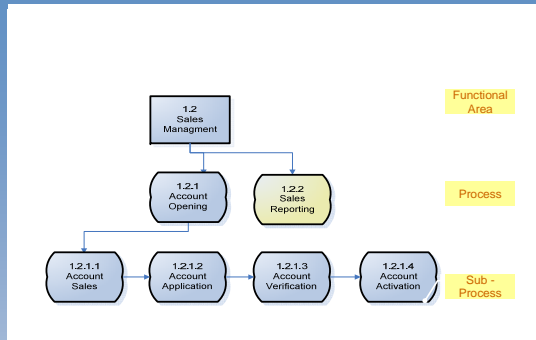 1.2
Sales
Managment
Functional
Area
1.2.1
Account
Opening
1.2.2
Sales
Reporting
Process
1.2.1.1
Account
Sales
1.2.1.2
Account
Application
1.2.1.3
Account
Verification
1.2.1.4
Account
Activation
Sub -
Process